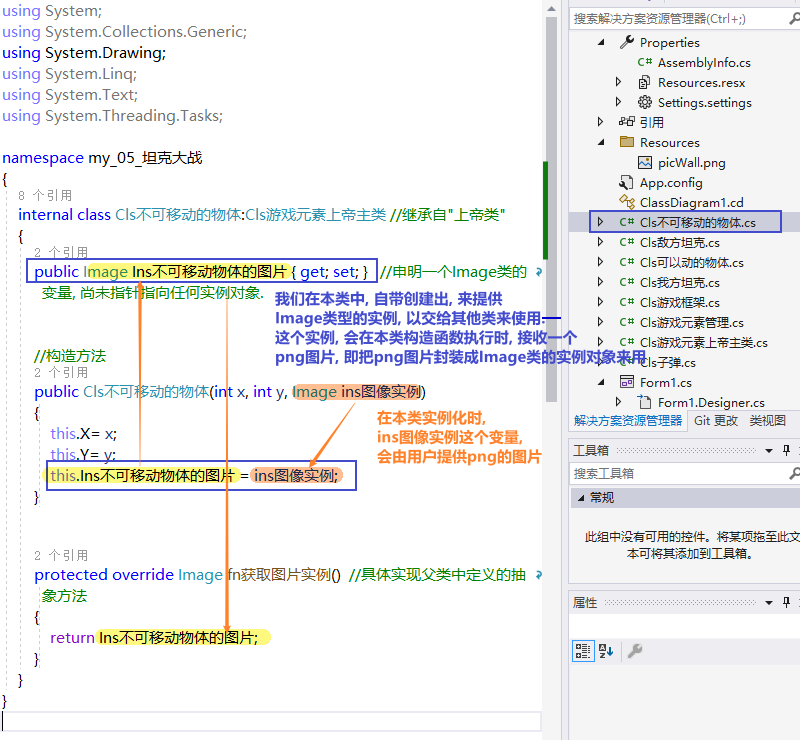 using System;
using System.Collections.Generic;
using System.Drawing;
using System.Linq;
using System.Text;
using System.Threading.Tasks;
namespace my_05_坦克大战
{
8 个引用
internal class Cls不可移动的物体:Cls游戏元素上帝主类 //继承自"上帝类"
{
2 个引用
public Image Ins不可移动物体的图片 { get; set; } //申明一个Image类的
变量, 尚未指针指向任何实例对象.
我们在本类中, 自带创建出, 来提供
Image类型的实例, 以交给其他类来使用.
这个实例, 会在本类构造函数执行时, 接收一个
png图片, 即把png图片封装成Image类的实例对象来用
//构造方法
2 个引用
public Cls不可移动的物体(int x, int y, Image ins图像实例)
{
this.X= x;
this.Y= y;
this.Ins不可移动物体的图片 = ins图像实例;
}
在本类实例化时,
ins图像实例这个变量,
会由用户提供png的图片
2 个引用
protected override Image fn获取图片实例() //具体实现父类中定义的抽
象方法
{
return Ins不可移动物体的图片;
}
}
}
搜索解决方案资源管理器(Ctrl+;)
Properties
C# AssemblyInfo.cs
Resources.resx
Settings.settings
引用
Resources
picWall.png
App.config
ClassDiagram1.cd
C# Cls不可移动的物体.cs
C# Cls敌方坦克.cs
C# Cls可以动的物体.cs
C# Cls我方坦克.cs
C# Cls游戏框架.cs
C# Cls游戏元素管理.cs
C# Cls游戏元素上帝主类.cs
C# Cls子弹.cs
Form1.cs
Form1.Designer.cs
解决方案资源管理器 Git 更改 类视图
工具箱
搜索工具箱
常规
此组中没有可用的控件。将某项拖至此文
本可将其添加到工具箱。
属性